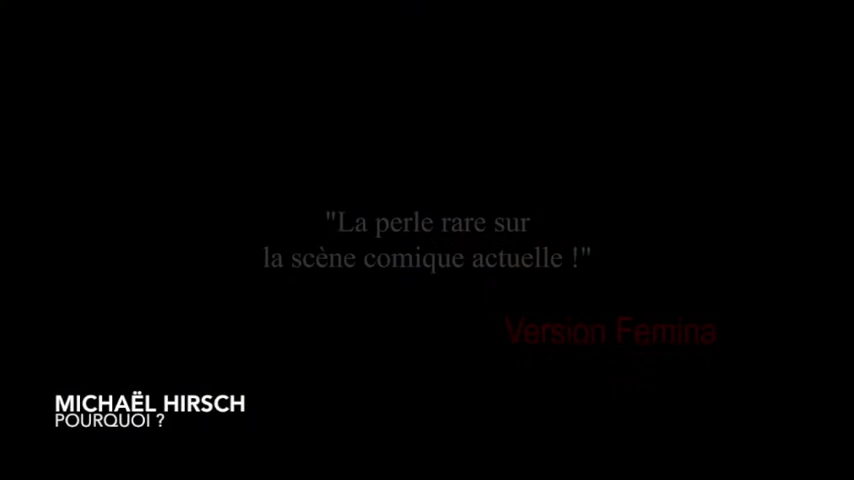 "La perle rare sur
la scène comique actuelle !"
Version Femina
MICHAËL HIRSCH
POURQUOI ?